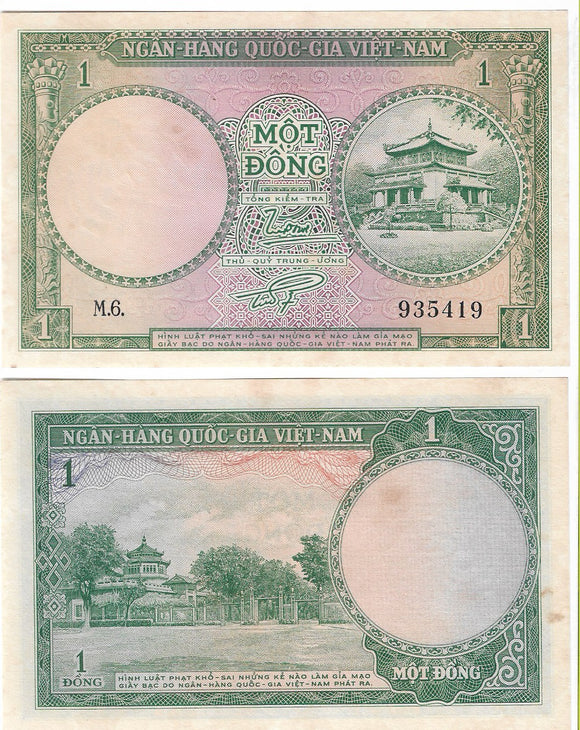 NGÂN-HÀNG QUỐC-GIA VIỆT-NAM
1
1
MỘT
ĐỒNG
TỔNG KIỂM-TRA
THỦ-QUỸ TRUNG-ƯƠNG
M.6.
935419
1
1
HÌNH LUẬT PHẠT KHỔ-SAI NHỮNG KẺ NÀO LÀM GIẢ MẠO
GIẤY BẠC DO NGÂN-HÀNG QUỐC-GIA VIỆT-NAM PHÁT RA.
NGÂN-HÀNG QUỐC-GIA VIỆT-NAM
1
1
1
ĐỒNG
HÌNH LUẬT PHẠT KHỔ-SAI NHỮNG KẺ NÀO LÀM GIẢ MẠO
GIẤY BẠC DO NGÂN-HÀNG QUỐC-GIA VIỆT-NAM PHÁT RA.
MỘT ĐỒNG